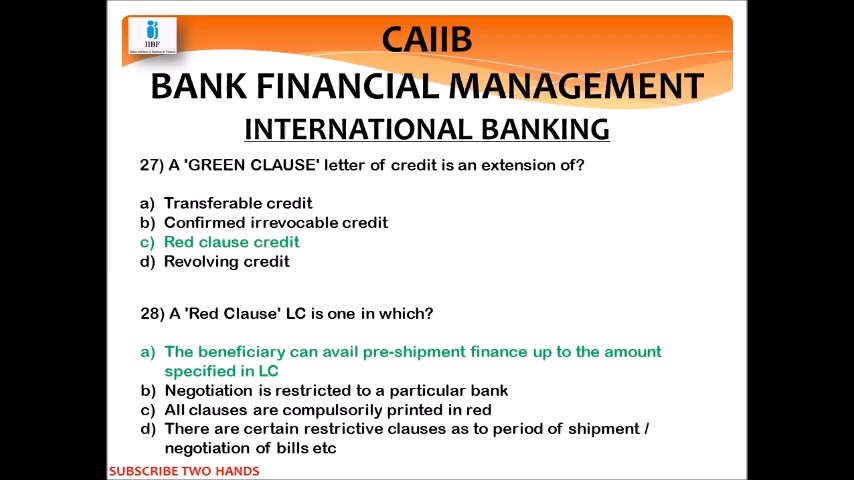 IIBF
CAIIB
BANK FINANCIAL MANAGEMENT
INTERNATIONAL BANKING
27) A 'GREEN CLAUSE' letter of credit is an extension of?
a) Transferable credit
b) Confirmed irrevocable credit
c) Red clause credit
d) Revolving credit
28) A 'Red Clause' LC is one in which?
a) The beneficiary can avail pre-shipment finance up to the amount
specified in LC
b) Negotiation is restricted to a particular bank
c) All clauses are compulsorily printed in red
d) There are certain restrictive clauses as to period of shipment /
negotiation of bills etc
SUBSCRIBE TWO HANDS